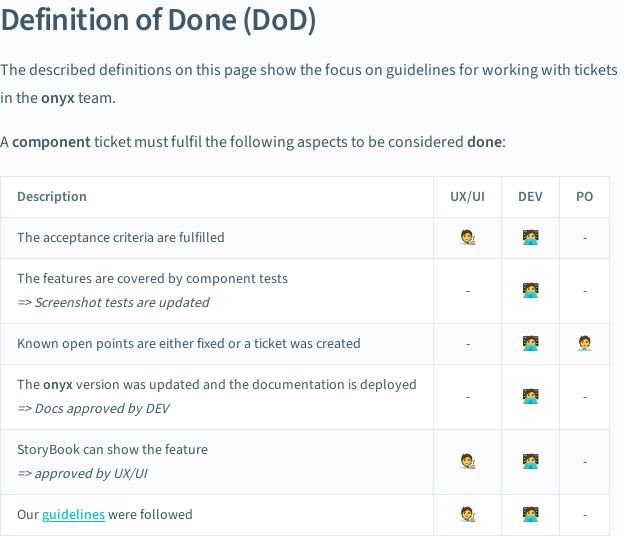 Definition of Done (DoD)
The described definitions on this page show the focus on guidelines for working with tickets
in the onyx team.
A component ticket must fulfil the following aspects to be considered done:
Description UX/UI DEV PO
The acceptance criteria are fulfilled 🧑‍🎨 🧑‍💻 -
The features are covered by component tests
=> Screenshot tests are updated - 🧑‍💻 -
Known open points are either fixed or a ticket was created - 🧑‍💻 🧑‍💼
The onyx version was updated and the documentation is deployed
=> Docs approved by DEV - 🧑‍💻 -
StoryBook can show the feature
=> approved by UX/UI 🧑‍🎨 🧑‍💻 -
Our guidelines were followed 🧑‍🎨 🧑‍💻 -